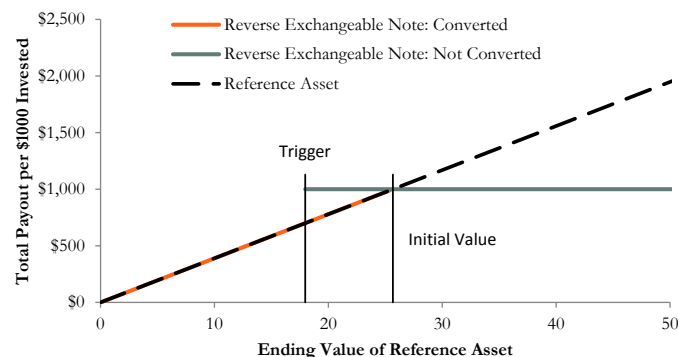 $2,500
Reverse Exchangeable Note: Converted
Reverse Exchangeable Note: Not Converted
$2,000
Reference Asset
$1,500
Trigger
$1,000
Initial Value
$500
$0
0 10 20 30 40 50
Total Payout per $1000 Invested
Ending Value of Reference Asset